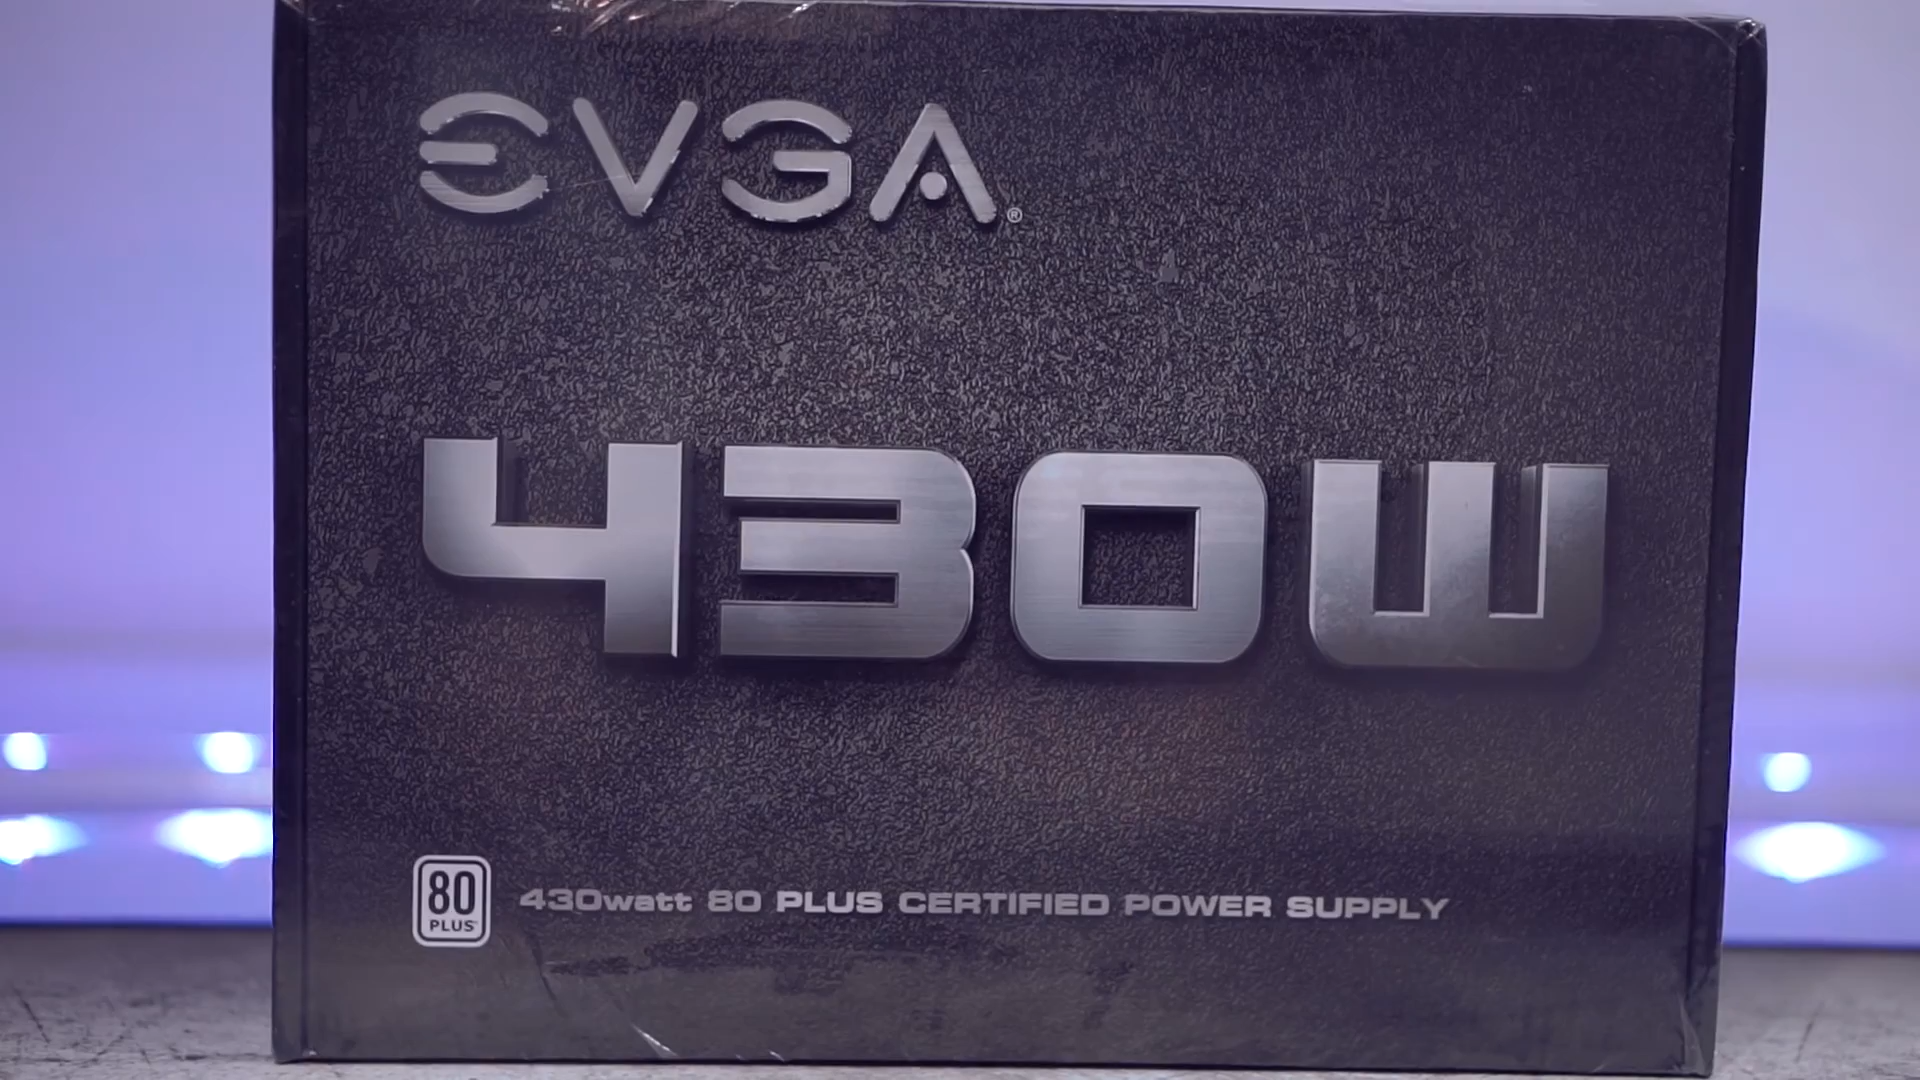 EVGA®
430W
80
PLUS
430watt 80 PLUS CERTIFIED POWER SUPPLY